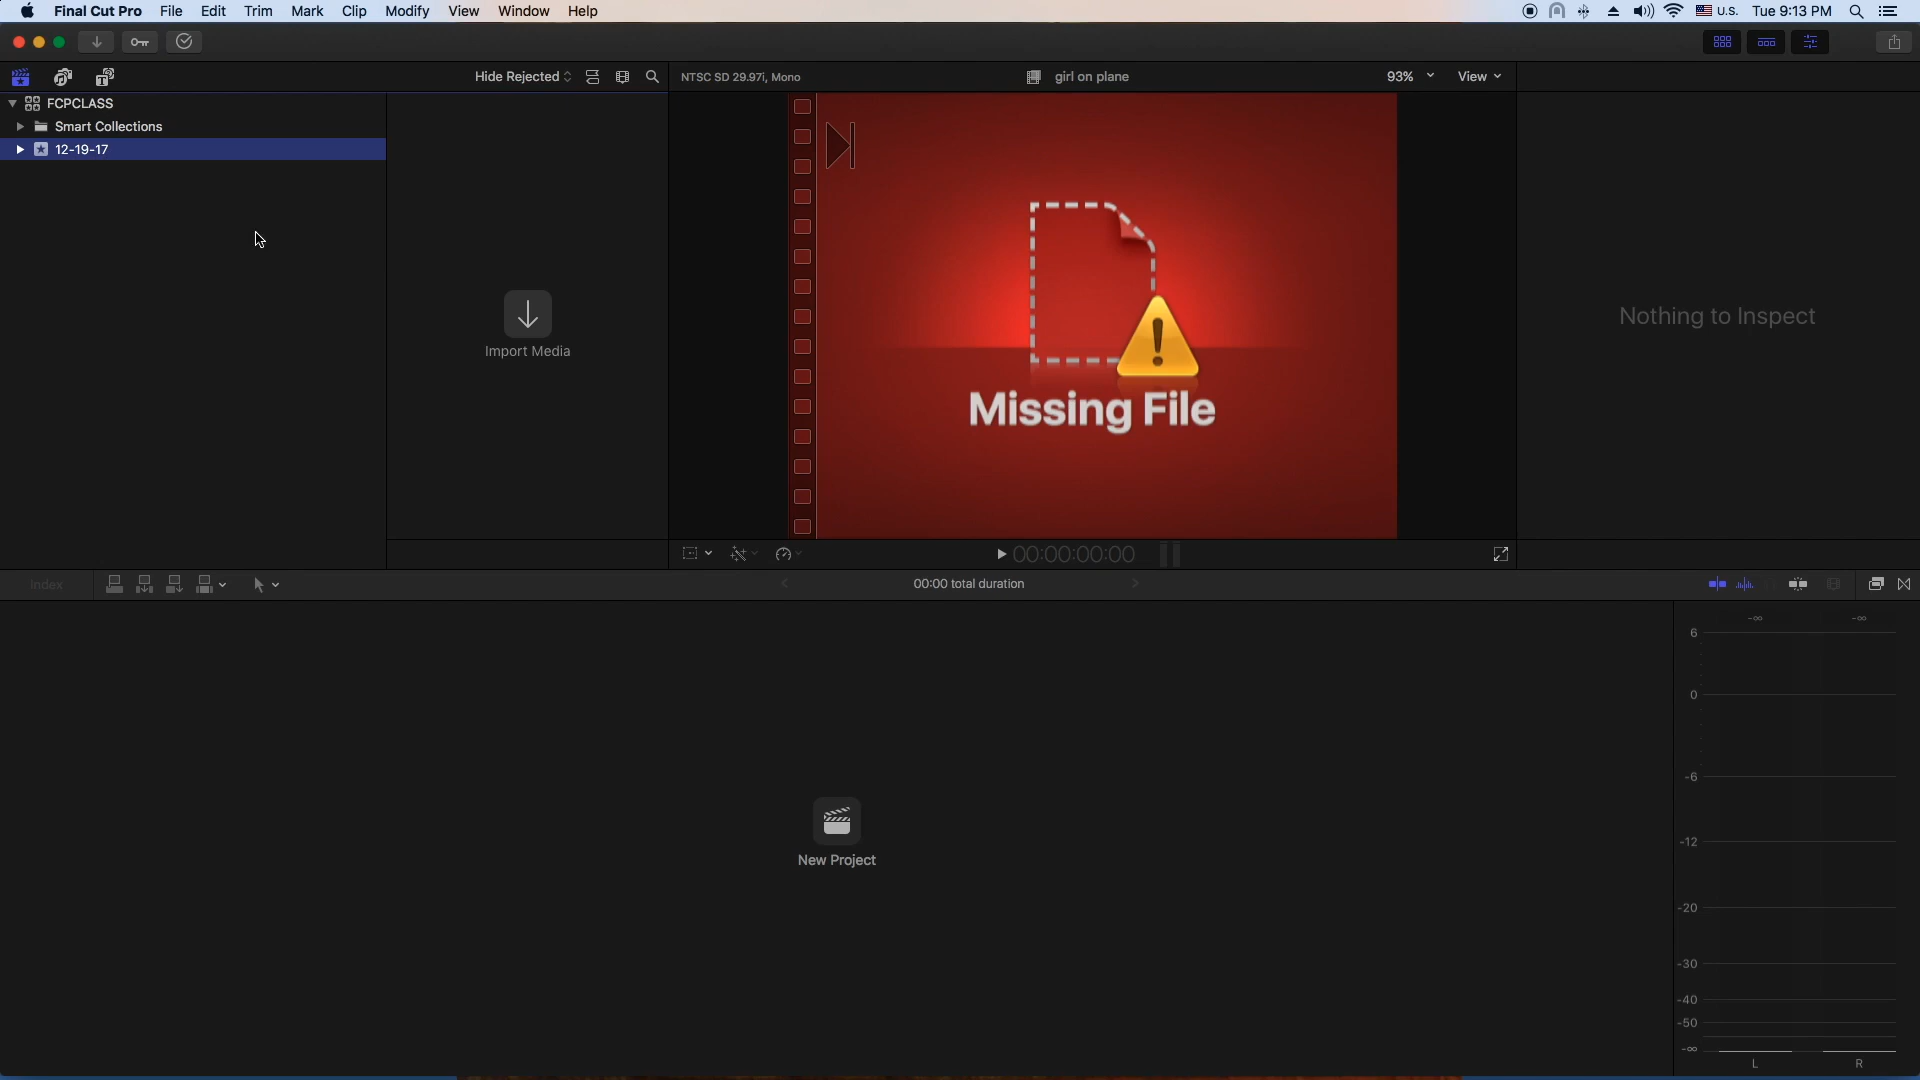 Final Cut Pro File Edit Trim Mark Clip Modify View Window Help U.S. Tue 9:13 PM
Hide Rejected NTSC SD 29.97i, Mono girl on plane 93% View
FCPCLASS
Smart Collections
12-19-17
Import Media
Missing File
Nothing to Inspect
00:00:00:00
Index 00:00 total duration
New Project
-∞ -∞
6
0
-6
-12
-20
-30
-40
-50
-∞
L R